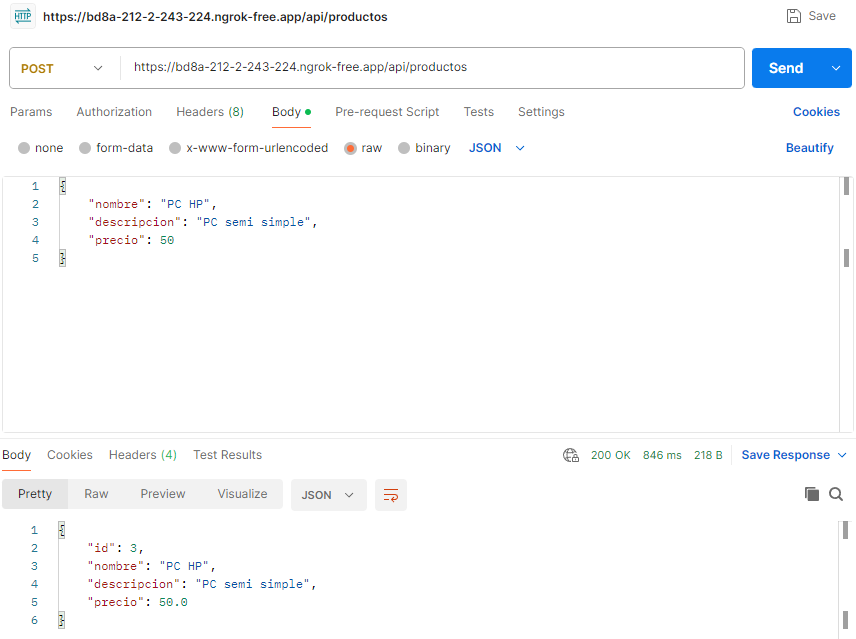 HTTP https://bd8a-212-2-243-224.ngrok-free.app/api/productos Save
POST https://bd8a-212-2-243-224.ngrok-free.app/api/productos Send
Params Authorization Headers (8) Body Pre-request Script Tests Settings Cookies
none form-data x-www-form-urlencoded raw binary JSON Beautify
1 {
2 "nombre": "PC HP",
3 "descripcion": "PC semi simple",
4 "precio": 50
5 }
Body Cookies Headers (4) Test Results 200 OK 846 ms 218 B Save Response
Pretty Raw Preview Visualize JSON
1 {
2 "id": 3,
3 "nombre": "PC HP",
4 "descripcion": "PC semi simple",
5 "precio": 50.0
6 }